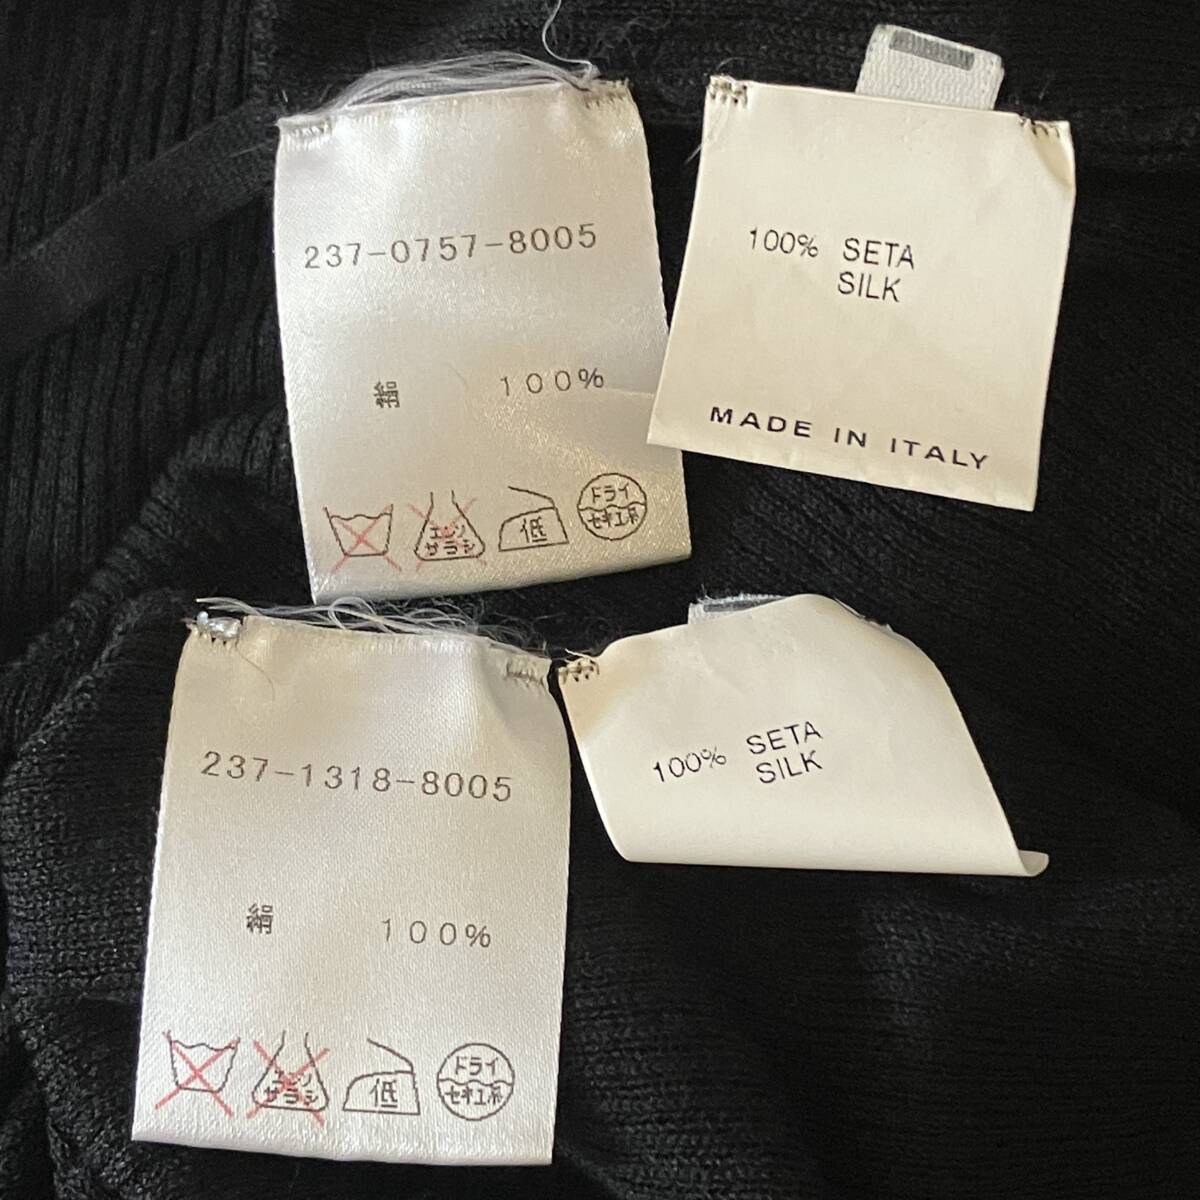 237-0757-8005
絹 100%
エンソ
サラシ
低
ドライ
セキユ系
100% SETA
SILK
MADE IN ITALY
237-1318-8005
絹 100%
エンソ
サラシ
低
ドライ
セキユ系
100% SETA
SILK